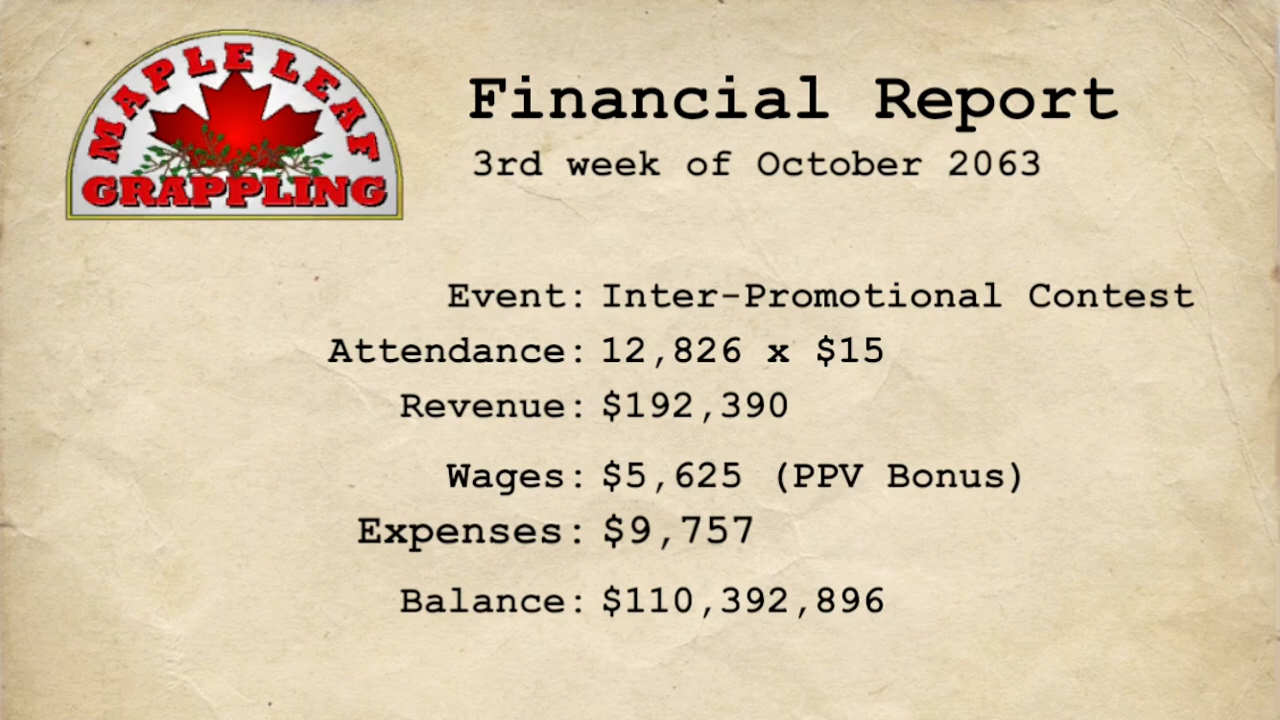 MAPLE LEAF
GRAPPLING
Financial Report
3rd week of October 2063
Event: Inter-Promotional Contest
Attendance: 12,826 x $15
Revenue: $192,390
Wages: $5,625 (PPV Bonus)
Expenses: $9,757
Balance: $110,392,896